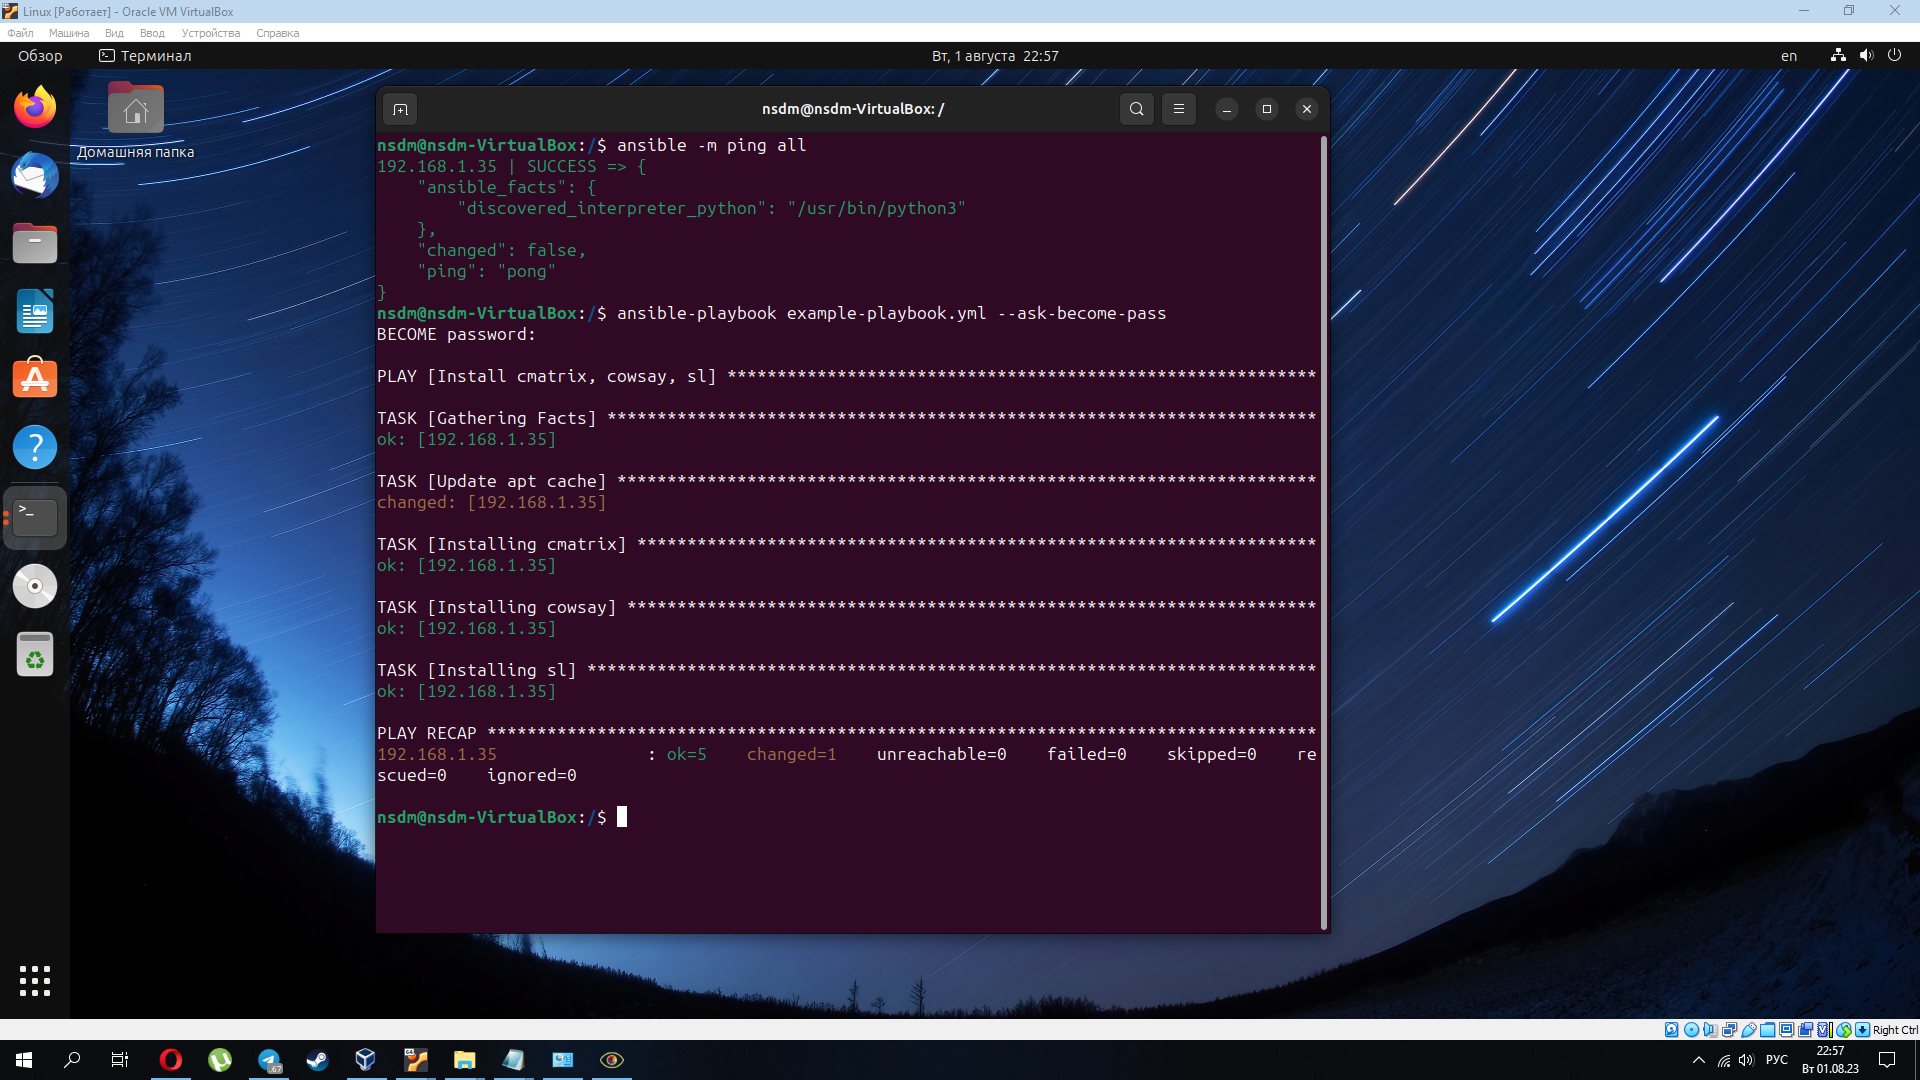 Linux [Работает] - Oracle VM VirtualBox
Файл Машина Вид Ввод Устройства Справка
Обзор Терминал Вт, 1 августа 22:57 en
Домашняя папка
nsdm@nsdm-VirtualBox: /
nsdm@nsdm-VirtualBox:/$ ansible -m ping all
192.168.1.35 | SUCCESS => {
    "ansible_facts": {
        "discovered_interpreter_python": "/usr/bin/python3"
    },
    "changed": false,
    "ping": "pong"
}
nsdm@nsdm-VirtualBox:/$ ansible-playbook example-playbook.yml --ask-become-pass
BECOME password:
PLAY [Install cmatrix, cowsay, sl] ***********************************************************
TASK [Gathering Facts] ***********************************************************************
ok: [192.168.1.35]
TASK [Update apt cache] **********************************************************************
changed: [192.168.1.35]
TASK [Installing cmatrix] ********************************************************************
ok: [192.168.1.35]
TASK [Installing cowsay] *********************************************************************
ok: [192.168.1.35]
TASK [Installing sl] *************************************************************************
ok: [192.168.1.35]
PLAY RECAP ***********************************************************************************
192.168.1.35               : ok=5    changed=1    unreachable=0    failed=0    skipped=0    re
scued=0    ignored=0
nsdm@nsdm-VirtualBox:/$
Right Ctrl
64
.67
РУС
22:57
Вт 01.08.23